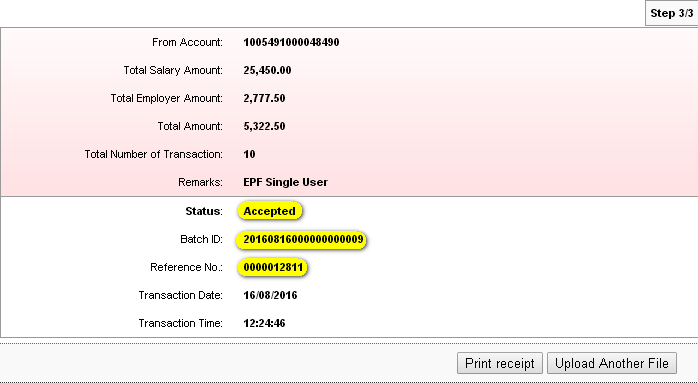 Step 3/3
From Account: 1005491000048490
Total Salary Amount: 25,450.00
Total Employer Amount: 2,777.50
Total Amount: 5,322.50
Total Number of Transaction: 10
Remarks: EPF Single User
Status: Accepted
Batch ID: 20160816000000000009
Reference No.: 0000012811
Transaction Date: 16/08/2016
Transaction Time: 12:24:46
Print receipt Upload Another File